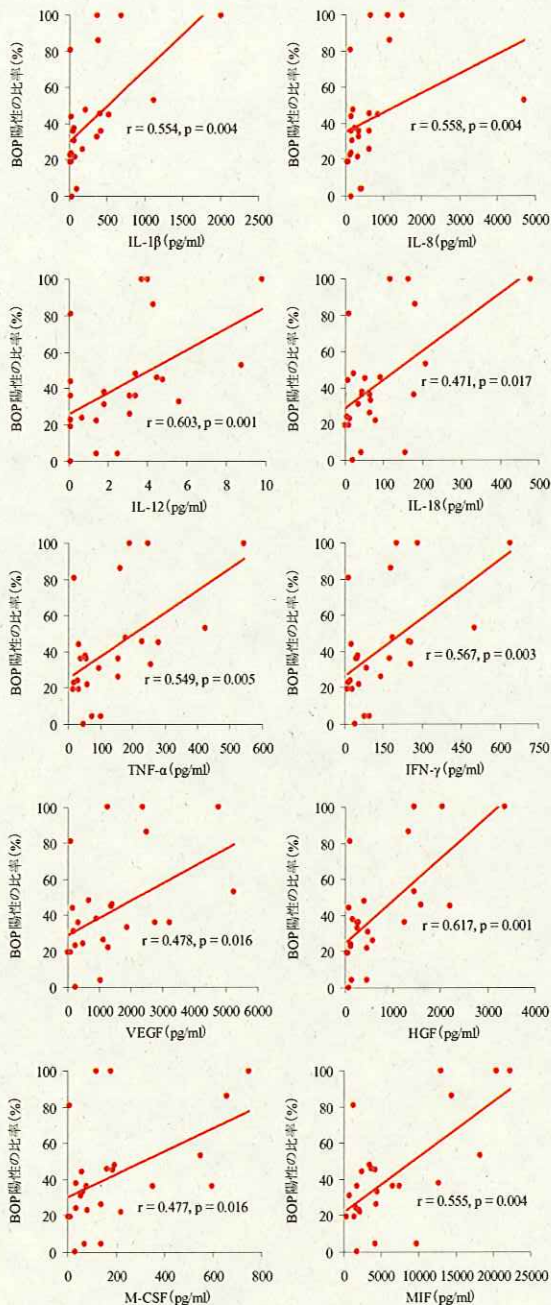 BOP陽性の比率(%)
100
80
60
40
20
0
r = 0.554, p = 0.004
0 500 1000 1500 2000 2500
IL-1β(pg/ml)
BOP陽性の比率(%)
100
80
60
40
20
0
r = 0.558, p = 0.004
0 1000 2000 3000 4000 5000
IL-8(pg/ml)
BOP陽性の比率(%)
100
80
60
40
20
0
r = 0.603, p = 0.001
0 2 4 6 8 10
IL-12(pg/ml)
BOP陽性の比率(%)
100
80
60
40
20
0
r = 0.471, p = 0.017
0 100 200 300 400 500
IL-18(pg/ml)
BOP陽性の比率(%)
100
80
60
40
20
0
r = 0.549, p = 0.005
0 100 200 300 400 500 600
TNF-α(pg/ml)
BOP陽性の比率(%)
100
80
60
40
20
0
r = 0.567, p = 0.003
0 150 300 450 600 750
IFN-γ(pg/ml)
BOP陽性の比率(%)
100
80
60
40
20
0
r = 0.478, p = 0.016
0 1000 2000 3000 4000 5000 6000
VEGF(pg/ml)
BOP陽性の比率(%)
100
80
60
40
20
0
r = 0.617, p = 0.001
0 1000 2000 3000 4000
HGF(pg/ml)
BOP陽性の比率(%)
100
80
60
40
20
0
r = 0.477, p = 0.016
0 200 400 600 800
M-CSF(pg/ml)
BOP陽性の比率(%)
100
80
60
40
20
0
r = 0.555, p = 0.004
0 5000 10000 15000 20000 25000
MIF(pg/ml)